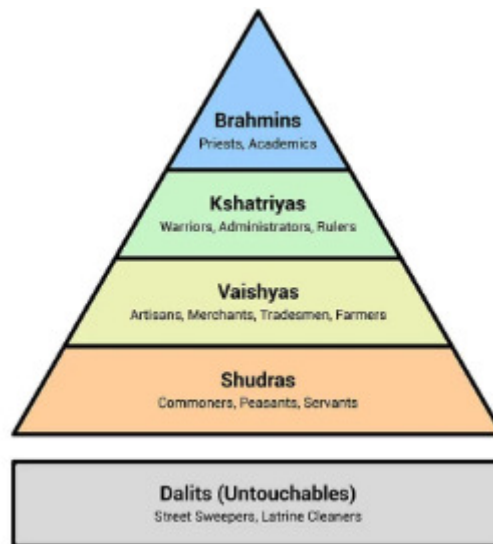 Brahmins
Priests, Academics
Kshatriyas
Warriors, Administrators, Rulers
Vaishyas
Artisans, Merchants, Tradesmen, Farmers
Shudras
Commoners, Peasants, Servants
Dalits (Untouchables)
Street Sweepers, Latrine Cleaners